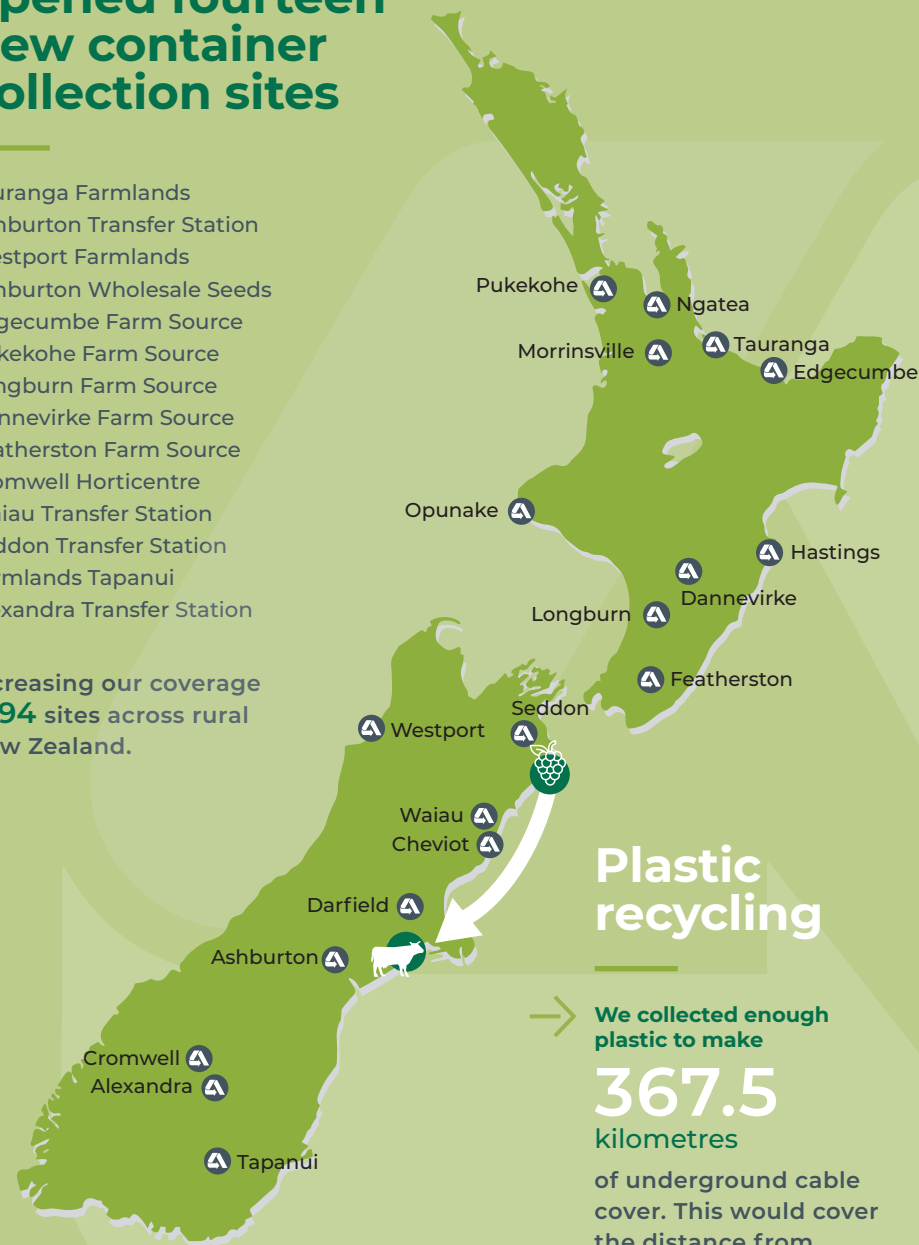 pened fourteen
ew container
ollection sites
uranga Farmlands
hburton Transfer Station
estport Farmlands
hburton Wholesale Seeds
gecumbe Farm Source
kekohe Farm Source
ngburn Farm Source
nnevirke Farm Source
atherston Farm Source
omwell Horticentre
aiau Transfer Station
ddon Transfer Station
rmlands Tapanui
exandra Transfer Station
creasing our coverage
94 sites across rural
w Zealand.
Pukekohe
Ngatea
Morrinsville
Tauranga
Edgecumbe
Opunake
Hastings
Dannevirke
Longburn
Featherston
Seddon
Westport
Waiau
Cheviot
Darfield
Ashburton
Cromwell
Alexandra
Tapanui
Plastic
recycling
We collected enough
plastic to make
367.5
kilometres
of underground cable
cover. This would cover
the distance from